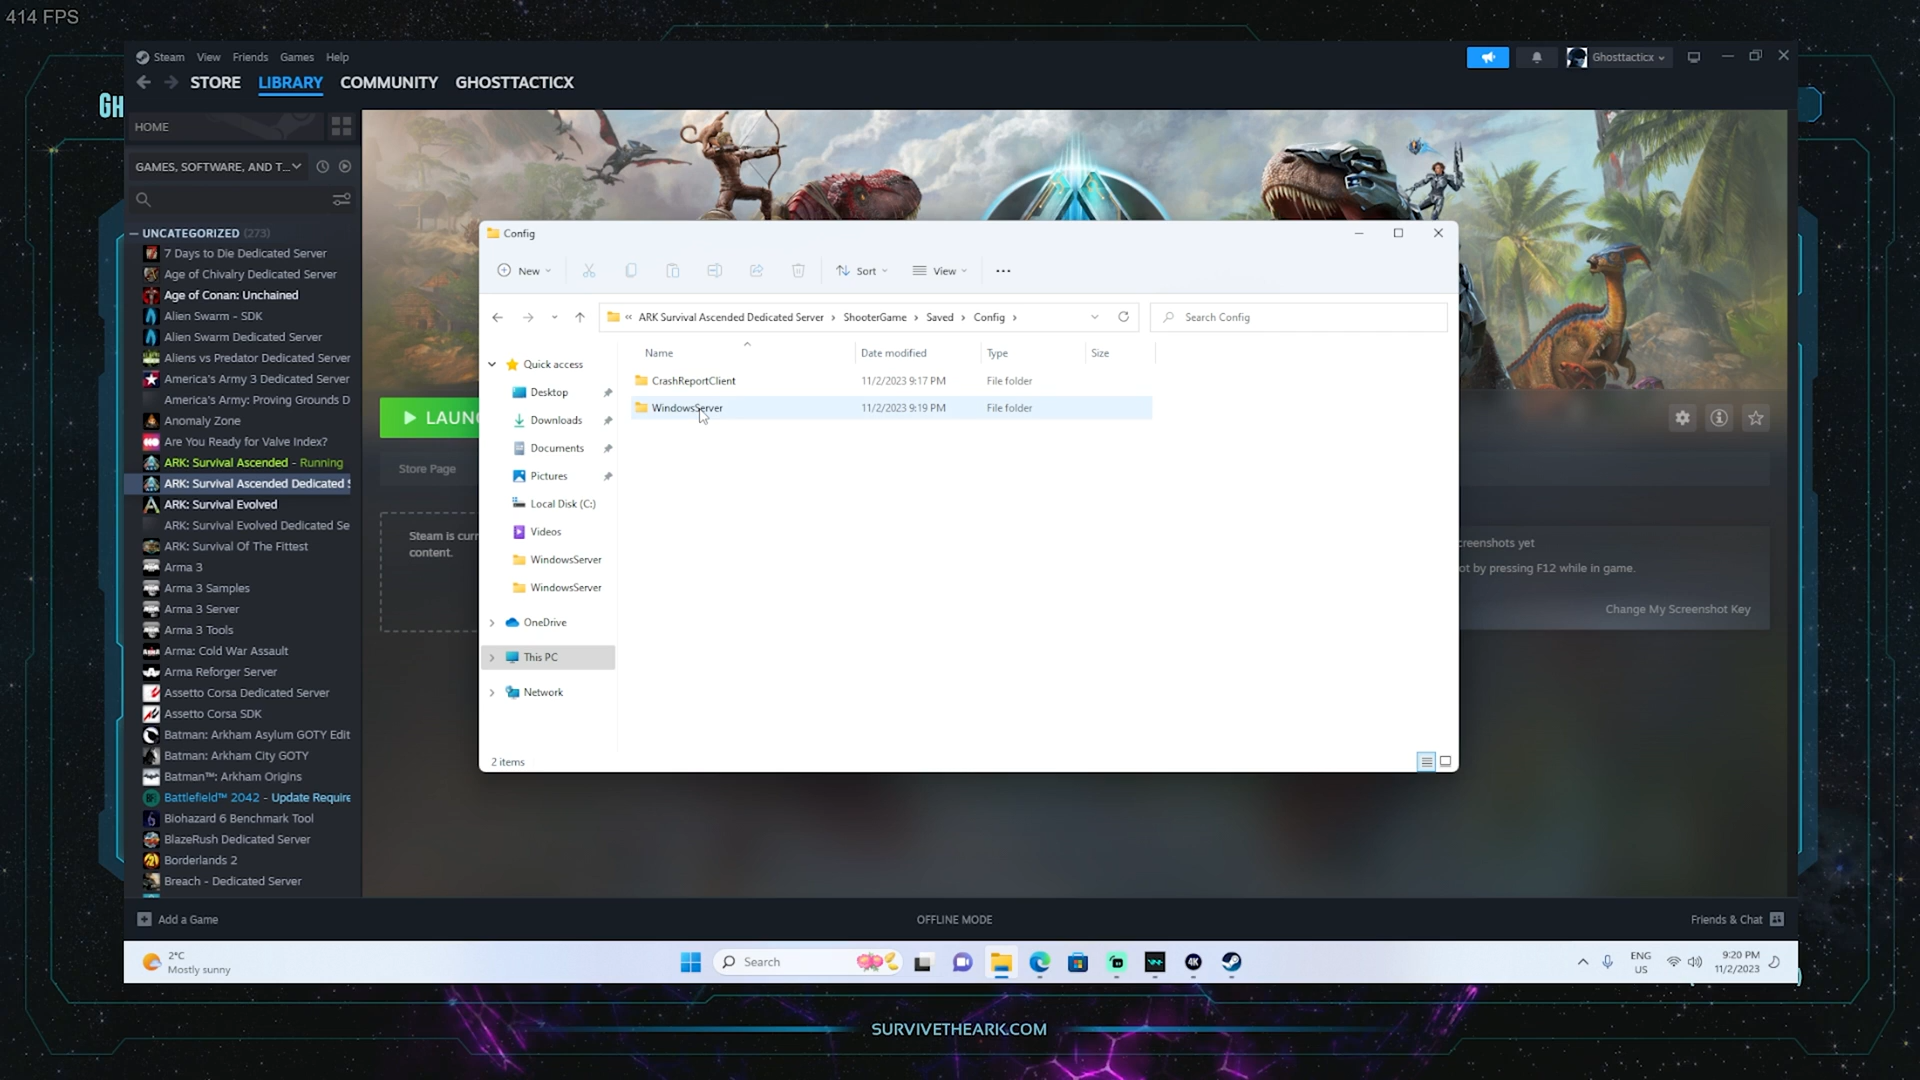 414 FPS
Steam View Friends Games Help
Ghosttacticx
STORE LIBRARY COMMUNITY GHOSTTACTICX
GH
HOME
GAMES, SOFTWARE, AND T...
UNCATEGORIZED (273)
7 Days to Die Dedicated Server
Age of Chivalry Dedicated Server
Age of Conan: Unchained
Alien Swarm - SDK
Alien Swarm Dedicated Server
Aliens vs Predator Dedicated Server
America's Army 3 Dedicated Server
America's Army: Proving Grounds D
Anomaly Zone
Are You Ready for Valve Index?
ARK: Survival Ascended - Running
ARK: Survival Ascended Dedicated S
ARK: Survival Evolved
ARK: Survival Evolved Dedicated Se
ARK: Survival Of The Fittest
Arma 3
Arma 3 Samples
Arma 3 Server
Arma 3 Tools
Arma: Cold War Assault
Arma Reforger Server
Assetto Corsa Dedicated Server
Assetto Corsa SDK
Batman: Arkham Asylum GOTY Edit
Batman: Arkham City GOTY
Batman™: Arkham Origins
Battlefield™ 2042 - Update Require
Biohazard 6 Benchmark Tool
BlazeRush Dedicated Server
Borderlands 2
Breach - Dedicated Server
LAUN
Store Page
Steam is curr
content.
Config
New Sort View
« ARK Survival Ascended Dedicated Server › ShooterGame › Saved › Config ›
Search Config
Name Date modified Type Size
CrashReportClient 11/2/2023 9:17 PM File folder
WindowsServer 11/2/2023 9:19 PM File folder
Quick access
Desktop
Downloads
Documents
Pictures
Local Disk (C:)
Videos
WindowsServer
WindowsServer
OneDrive
This PC
Network
2 items
creenshots yet
ot by pressing F12 while in game.
Change My Screenshot Key
Add a Game
OFFLINE MODE
Friends & Chat
2°C
Mostly sunny
Search
4K
ENG
US
9:20 PM
11/2/2023
SURVIVETHEARK.COM